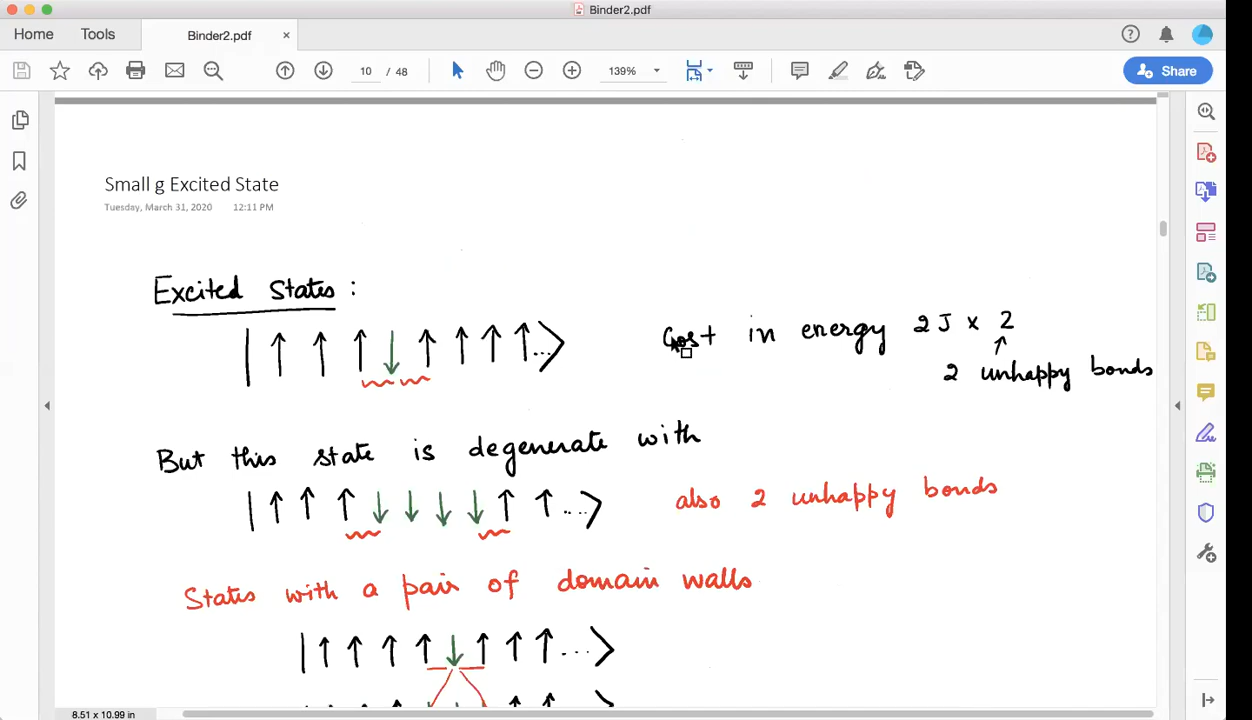 Binder2.pdf
Home Tools Binder2.pdf ×
10 / 48 139% Share
Small g Excited State
Tuesday, March 31, 2020 12:11 PM
Excited States :
| ↑ ↑ ↑ ↓ ↑ ↑ ↑ ↑ ... ⟩ Cost in energy 2J x 2
↑
2 unhappy bonds
But this state is degenerate with
| ↑ ↑ ↑ ↓ ↓ ↓ ↓ ↑ ↑ ... ⟩ also 2 unhappy bonds
States with a pair of domain walls
| ↑ ↑ ↑ ↑ ↓ ↑ ↑ ↑ ... ⟩
8.51 x 10.99 in